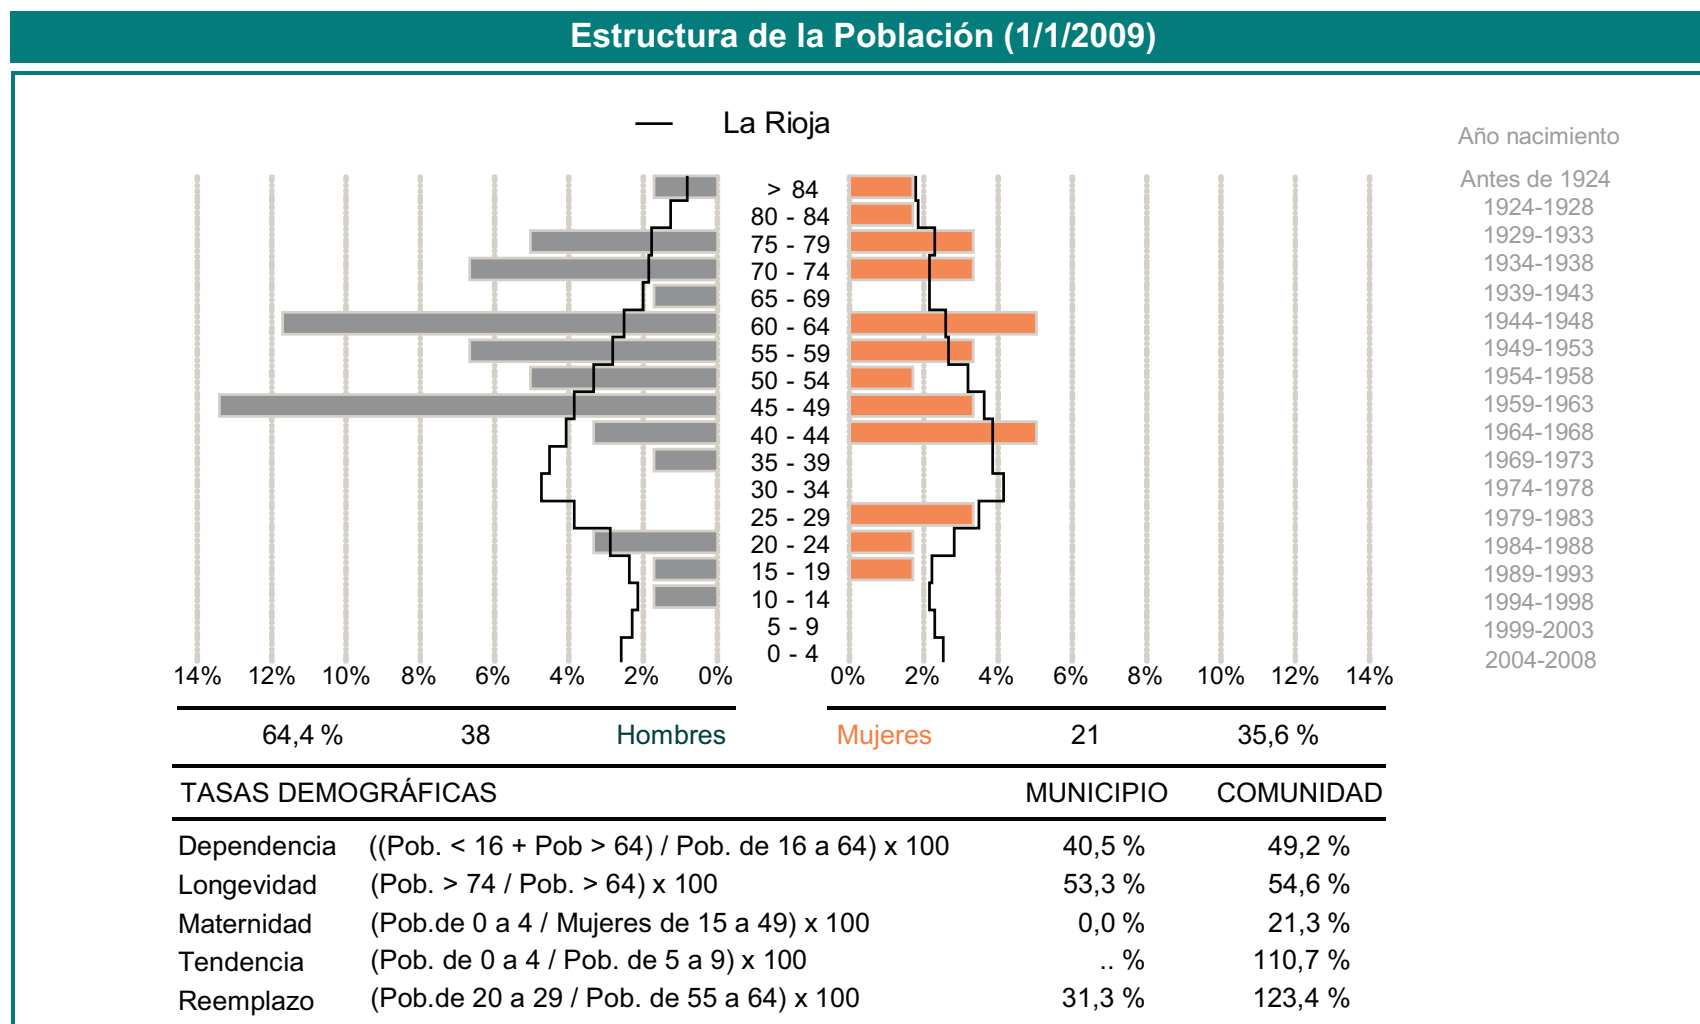 Estructura de la Población (1/1/2009)
La Rioja
Año nacimiento
> 84 Antes de 1924
80 - 84 1924-1928
75 - 79 1929-1933
70 - 74 1934-1938
65 - 69 1939-1943
60 - 64 1944-1948
55 - 59 1949-1953
50 - 54 1954-1958
45 - 49 1959-1963
40 - 44 1964-1968
35 - 39 1969-1973
30 - 34 1974-1978
25 - 29 1979-1983
20 - 24 1984-1988
15 - 19 1989-1993
10 - 14 1994-1998
5 - 9 1999-2003
0 - 4 2004-2008
14% 12% 10% 8% 6% 4% 2% 0% 0% 2% 4% 6% 8% 10% 12% 14%
64,4 % 38 Hombres Mujeres 21 35,6 %
TASAS DEMOGRÁFICAS MUNICIPIO COMUNIDAD
Dependencia ((Pob. < 16 + Pob > 64) / Pob. de 16 a 64) x 100 40,5 % 49,2 %
Longevidad (Pob. > 74 / Pob. > 64) x 100 53,3 % 54,6 %
Maternidad (Pob.de 0 a 4 / Mujeres de 15 a 49) x 100 0,0 % 21,3 %
Tendencia (Pob. de 0 a 4 / Pob. de 5 a 9) x 100 .. % 110,7 %
Reemplazo (Pob.de 20 a 29 / Pob. de 55 a 64) x 100 31,3 % 123,4 %